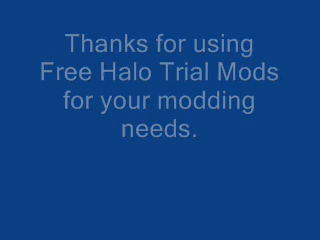 Thanks for using
Free Halo Trial Mods
for your modding
needs.